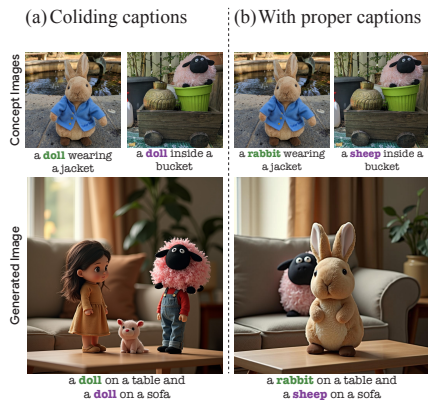 (a) Coliding captions
(b) With proper captions
Concept Images
a doll wearing
a jacket
a doll inside a
bucket
a rabbit wearing
a jacket
a sheep inside a
bucket
Generated Image
a doll on a table and
a doll on a sofa
a rabbit on a table and
a sheep on a sofa